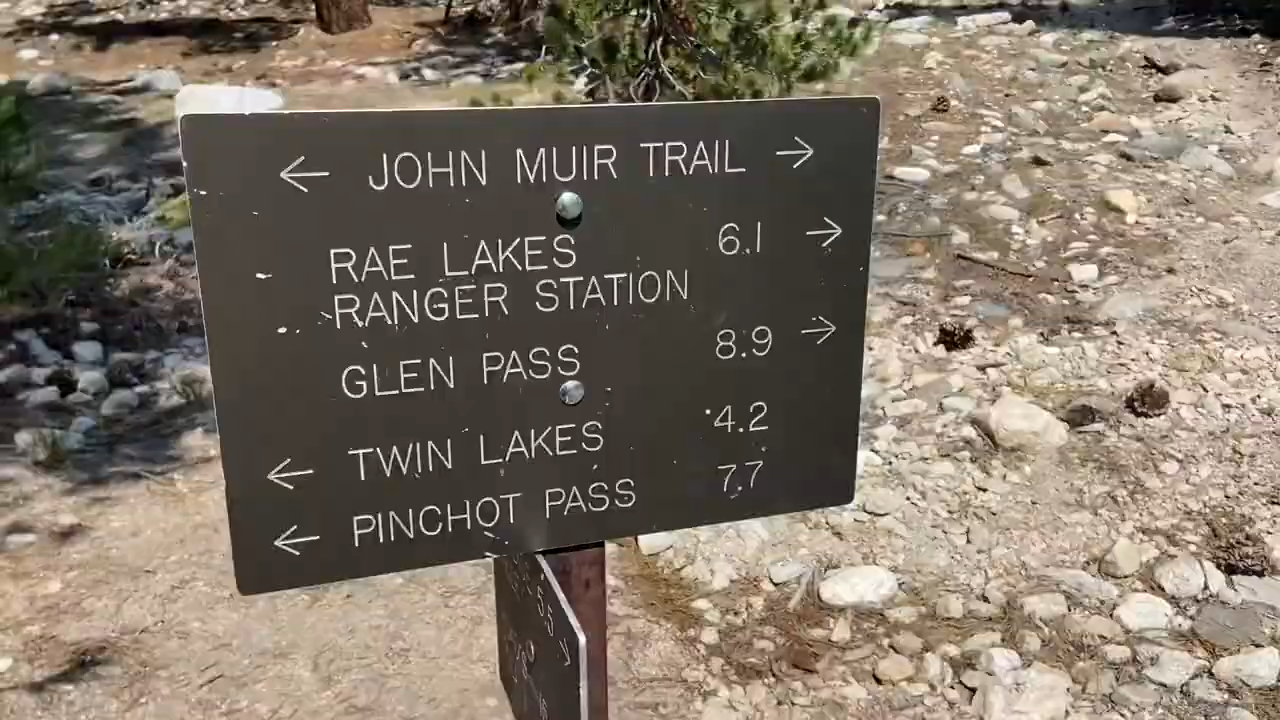 ← JOHN MUIR TRAIL →
RAE LAKES 6.1 →
RANGER STATION
GLEN PASS 8.9 →
← TWIN LAKES 4.2
← PINCHOT PASS 7.7